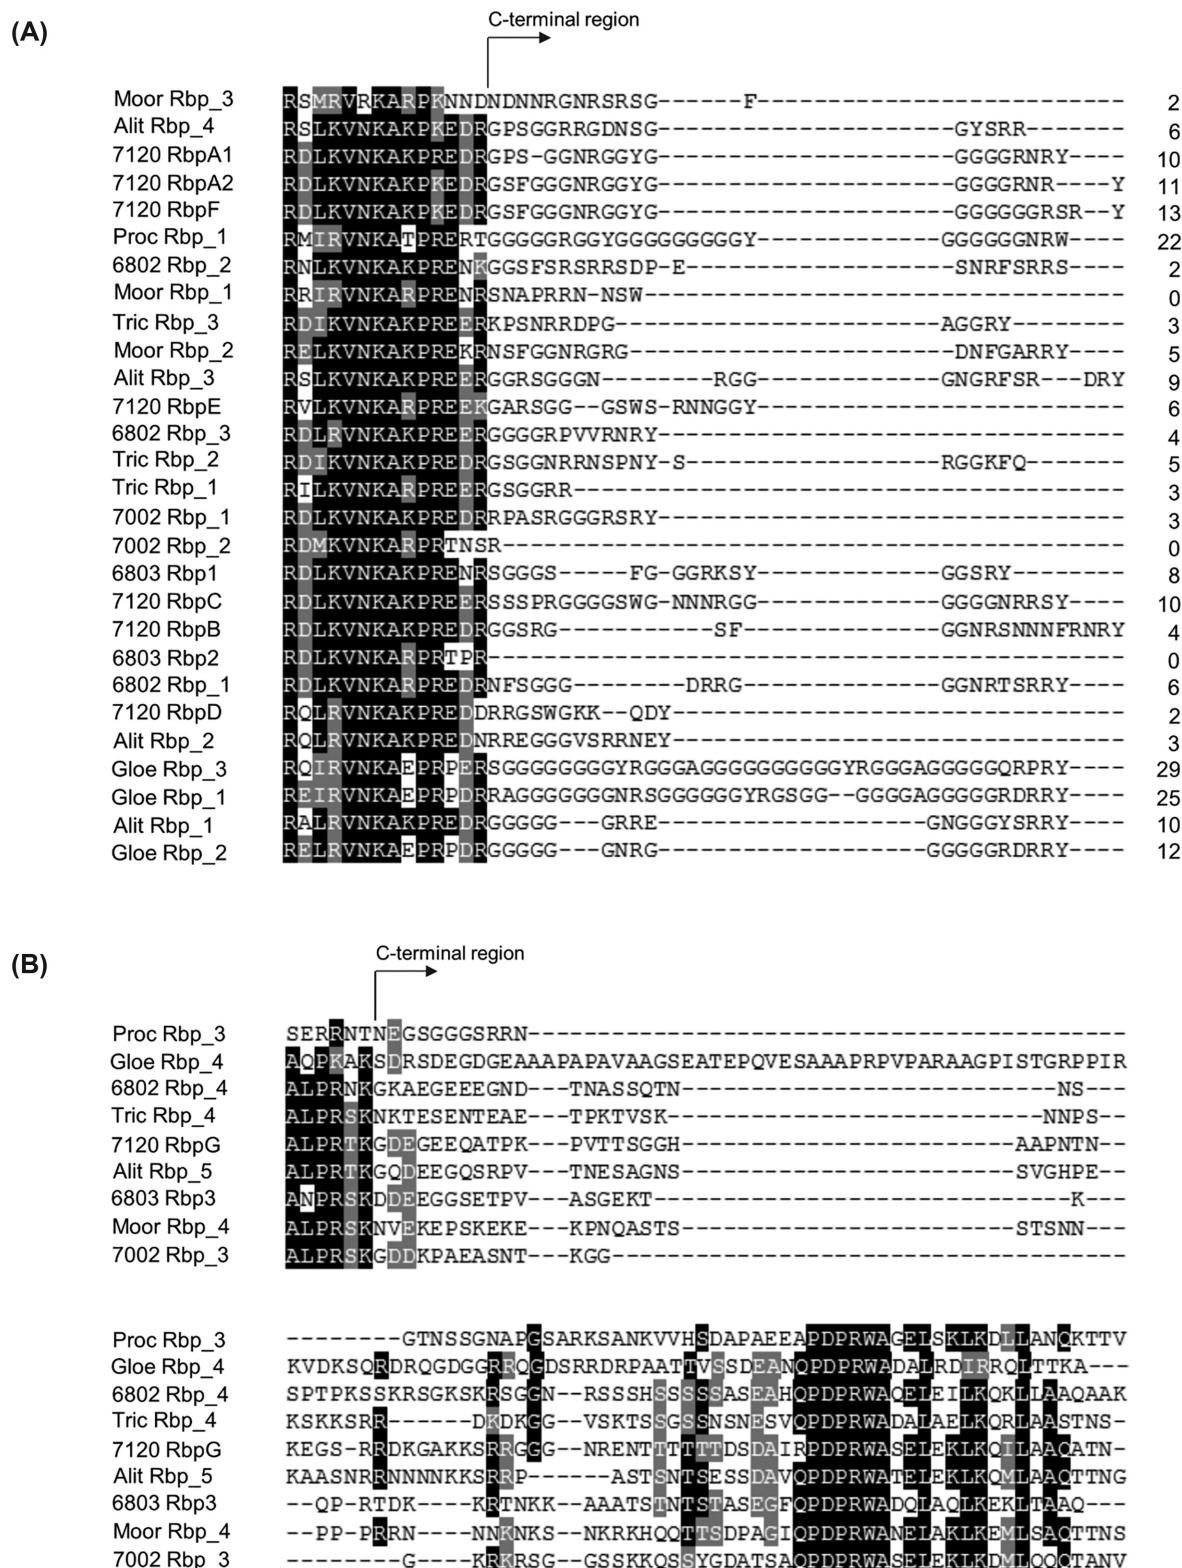 (A)
C-terminal region
Moor Rbp_3 RSMRVRKARPKNNDNDNNRGNRSRSG------F-------------------------- 2
Alit Rbp_4 RSLKVNKAKPKEDRGPSGGRRGDNSG---------------------GYSRR------- 6
7120 RbpA1 RDLKVNKAKPKEDRGPS-GGNRGGYG---------------------GGGGRNRY---- 10
7120 RbpA2 RDLKVNKAKPKEDRGSFGGGNRGGYG---------------------GGGGRNR----Y 11
7120 RbpF RDLKVNKAKPKEDRGSFGGGNRGGYG---------------------GGGGGGRSR--Y 13
Proc Rbp_1 RMIRVNKATPRERTGGGGGRGGYGGGGGGGGGY-------------GGGGGGNRW---- 22
6802 Rbp_2 RNLKVNKAKPRENKGGSFSRSRRSDP-E-------------------SNRFSRRS---- 2
Moor Rbp_1 RRIRVNKARPRENRSNAPRRN-NSW---------------------------------- 0
Tric Rbp_3 RDIKVNKAKPREERKPSNRRDPG-----------------------AGGRY-------- 3
Moor Rbp_2 RELKVNKAKPREKRNSFGGNRGRG-----------------------DNFGARRY---- 5
Alit Rbp_3 RSLKVNKAKPREERGGRSGGGN--------RGG-------------GNGRFSR---DRY 9
7120 RbpE RVLKVNKARPREEKGARSGG--GSWS-RNNGGY-------------------------- 6
6802 Rbp_3 RDLRVNKAKPREERGGGGRPVVRNRY--------------------------------- 4
Tric Rbp_2 RDIKVNKAKPREDRGSGGNRRNSPNY-S------------------RGGKFQ------- 5
Tric Rbp_1 RILKVNKARPREERGSGGRR--------------------------------------- 3
7002 Rbp_1 RDLKVNKAKPREDRRPASRGGGRSRY--------------------------------- 3
7002 Rbp_2 RDMKVNKARPRTNSR-------------------------------------------- 0
6803 Rbp1 RDLKVNKAKPRENRSGGGS-----FG-GGRKSY-------------GGSRY-------- 8
7120 RbpC RDLKVNKAKPREERSSSPRGGGGSWG-NNNRGG-------------GGGGNRRSY---- 10
7120 RbpB RDLKVNKAKPREDRGGSRG-----------SF--------------GGNRSNNNFRNRY 4
6803 Rbp2 RDLKVNKARPRTPR--------------------------------------------- 0
6802 Rbp_1 RDLKVNKARPREDRNFSGGG--------DRRG--------------GGNRTSRRY---- 6
7120 RbpD RQLRVNKAKPREDDRRGSWGKK--QDY-------------------------------- 2
Alit Rbp_2 RQLRVNKAKPREDNRREGGGVSRRNEY-------------------------------- 3
Gloe Rbp_3 RQIRVNKAEPRPERSGGGGGGGGYRGGGAGGGGGGGGGGYRGGGAGGGGGQRPRY---- 29
Gloe Rbp_1 REIRVNKAEPRPDRRAGGGGGGGNRSGGGGGGYRGSGG--GGGGAGGGGGRDRRY---- 25
Alit Rbp_1 RALRVNKAKPREDRGGGGG---GRRE-------------------GNGGGYSRRY---- 10
Gloe Rbp_2 RELRVNKAEPRPDRGGGGG---GNRG-------------------GGGGGRDRRY---- 12
(B)
C-terminal region
Proc Rbp_3 SERRNTNEGSGGGSRRN------------------------------------------
Gloe Rbp_4 AQPKAKSDRSDEGDGEAAAPAPAVAAGSEATEPQVESAAAPRPVPARAAGPISTGRPPIR
6802 Rbp_4 ALPRNKGKAEGEEEGND---TNASSQTN---------------------------NS--
Tric Rbp_4 ALPRSKNKTESENTEAE---TPKTVSK--------------------------NNPS--
7120 RbpG ALPRTKGDEGEEQATPK---PVTTSGGH-----------------------AAPNTN--
Alit Rbp_5 ALPRTKGQDEEGQSRPV---TNESAGNS-----------------------SVGHPE--
6803 Rbp3 ANPRSKDDEEGGSETPV---ASGEKT-----------------------------K---
Moor Rbp_4 ALPRSKNVEKEPSKEKE---KPNQASTS-----------------------STSNN---
7002 Rbp_3 ALPRSKGDDKPAEASNT---KGG------------------------------------
Proc Rbp_3 --------GTNSSGNAPGSARKSANKVVHSDAPAEEAPDPRWAGELSKLKDLLANQKTTV
Gloe Rbp_4 KVDKSQRDRQGDGGRRQGDSRRDRPAATTVSSDEANQPDPRWADALRDIRRQLTTKA---
6802 Rbp_4 SPTPKSSKRSGKSKRSGGN--RSSSHSSSSSASEAHQPDPRWAQELEILKQKLIAAQAAK
Tric Rbp_4 KSKKSRR------DKDKGG--VSKTSSGSSNSNESVQPDPRWADALAELKQRLAASTNS-
7120 RbpG KEGS-RRDKGAKKSRRGGG--NRENTTTTTTDSDAIRPDPRWASELEKLKQILAAQATN-
Alit Rbp_5 KAASNRRNNNNKKSRRP------ASTSNTSESSDAVQPDPRWATELEKLKQMLAAQTTNG
6803 Rbp3 --QP-RTDK----KRTNKK--AAATSTNTSTASEGFQPDPRWADQLAQLKEKLTAAQ---
Moor Rbp_4 --PP-PRRN----NNKNKS--NKRKHQQTTSDPAGIQPDPRWANELAKLKEMLSAQTTNS
7002 Rbp_3 --------G----KRKRSG--GSSKKQSSYGDATSAQPDPRWAGELEKLKDMLQQQTANV